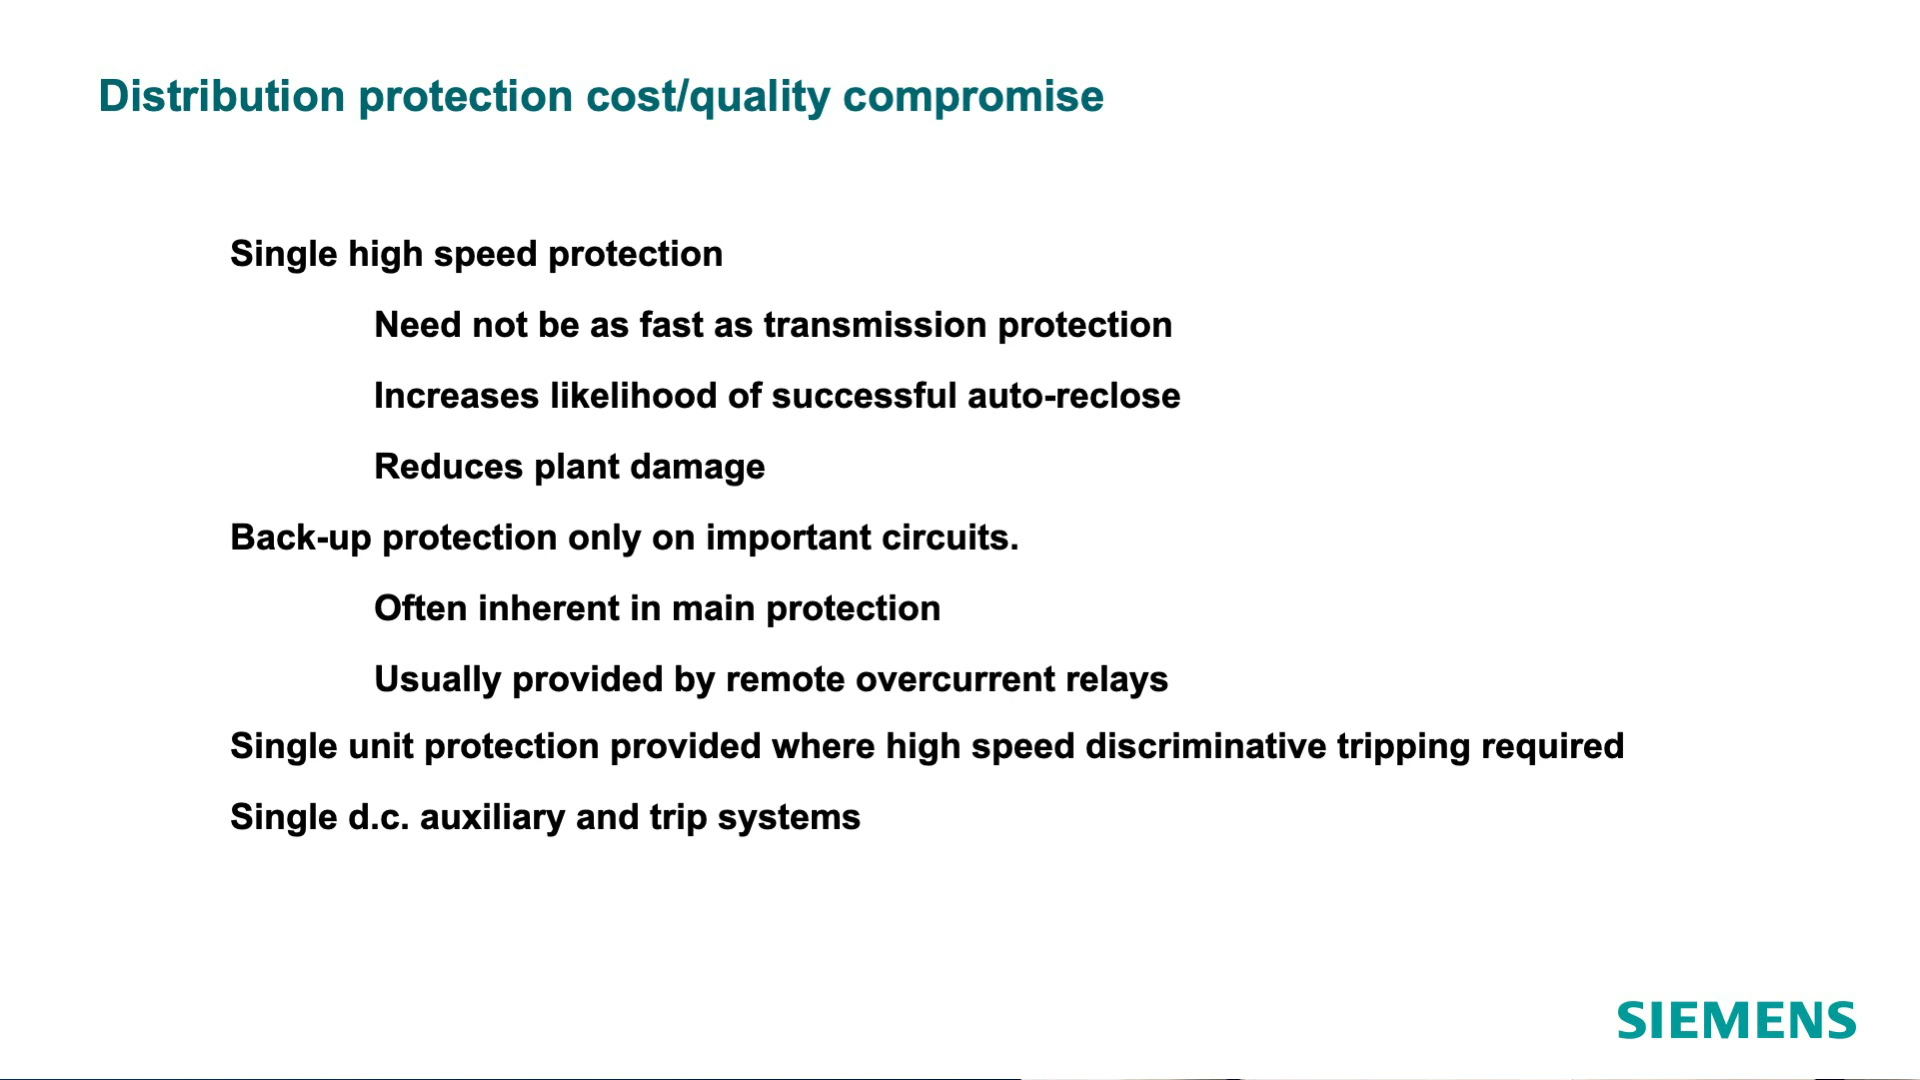 Distribution protection cost/quality compromise
Single high speed protection
Need not be as fast as transmission protection
Increases likelihood of successful auto-reclose
Reduces plant damage
Back-up protection only on important circuits.
Often inherent in main protection
Usually provided by remote overcurrent relays
Single unit protection provided where high speed discriminative tripping required
Single d.c. auxiliary and trip systems
SIEMENS